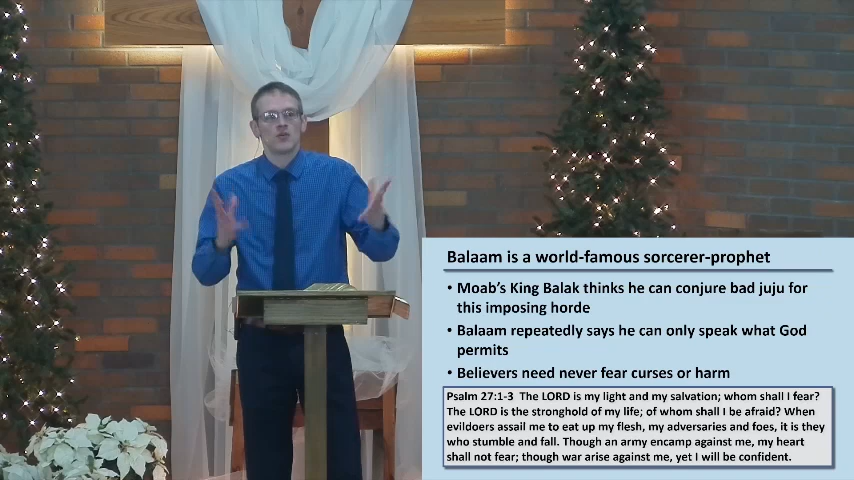 Balaam is a world-famous sorcerer-prophet
• Moab's King Balak thinks he can conjure bad juju for
this imposing horde
• Balaam repeatedly says he can only speak what God
permits
• Believers need never fear curses or harm
Psalm 27:1-3 The LORD is my light and my salvation; whom shall I fear?
The LORD is the stronghold of my life; of whom shall I be afraid? When
evildoers assail me to eat up my flesh, my adversaries and foes, it is they
who stumble and fall. Though an army encamp against me, my heart
shall not fear; though war arise against me, yet I will be confident.